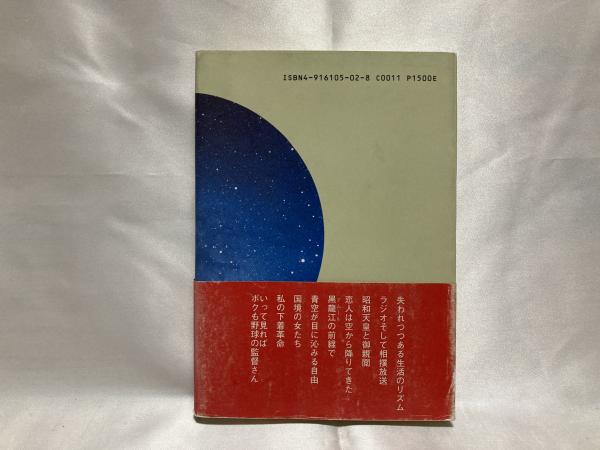 ISBN4-916105-02-8 C0011 P1500E
失われつつある生活のリズム
ラジオそして相撲放送
昭和天皇と御親閲
恋人は空から降りてきた
黒龍江の前線で
青空が目に沁みる自由
国境の女たち
私の下着革命
いって見れば
ボクも野球の監督さん